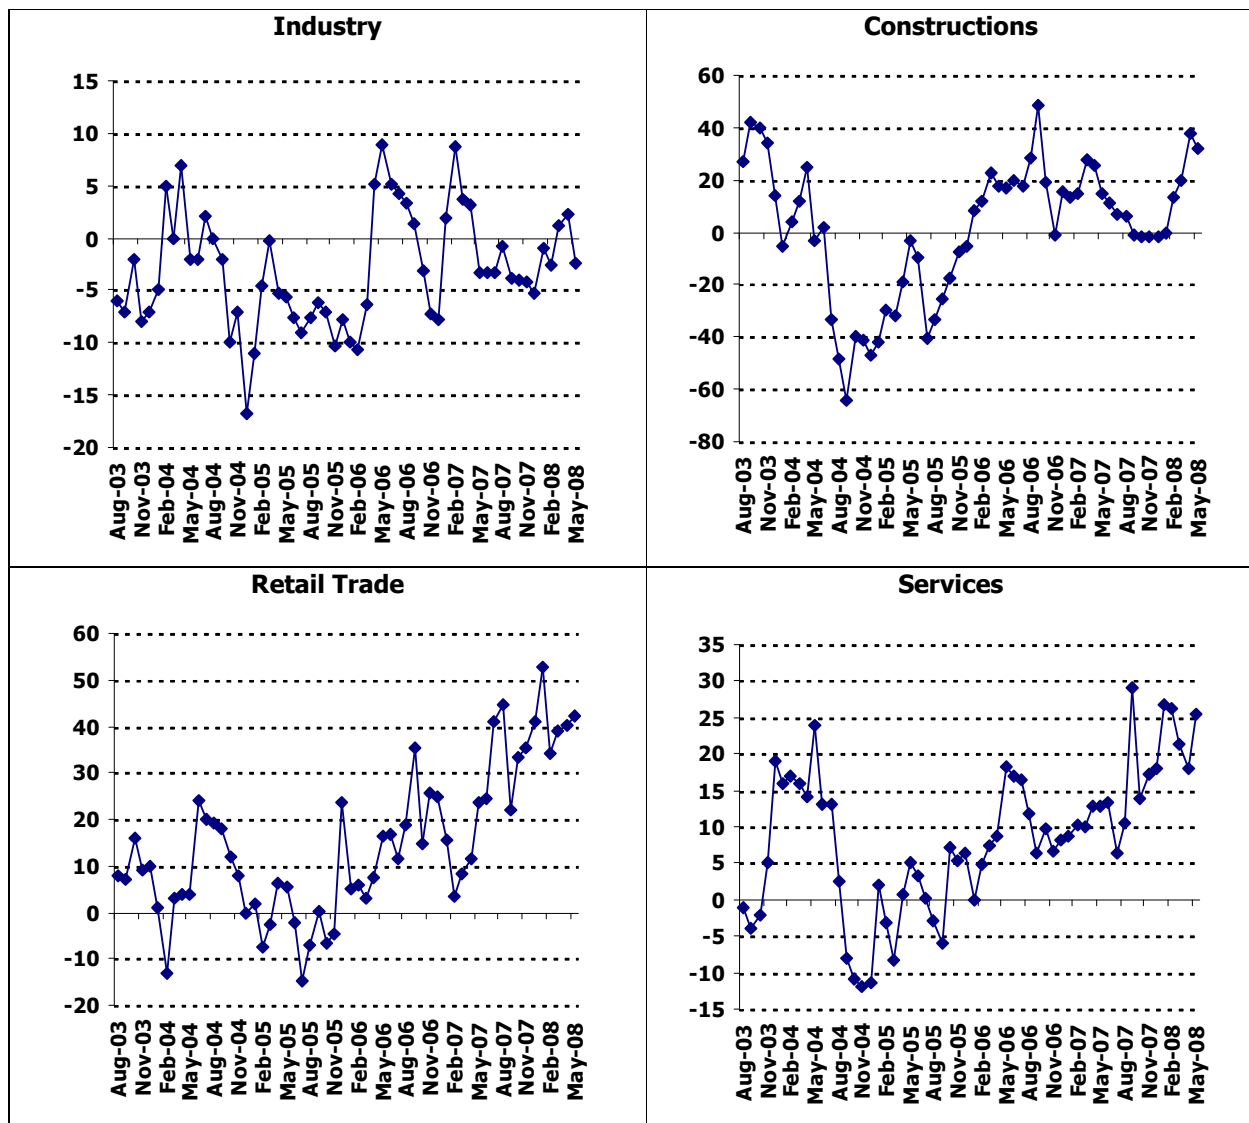 Industry
15
10
5
0
-5
-10
-15
-20
Aug-03
Nov-03
Feb-04
May-04
Aug-04
Nov-04
Feb-05
May-05
Aug-05
Nov-05
Feb-06
May-06
Aug-06
Nov-06
Feb-07
May-07
Aug-07
Nov-07
Feb-08
May-08
Constructions
60
40
20
0
-20
-40
-60
-80
Aug-03
Nov-03
Feb-04
May-04
Aug-04
Nov-04
Feb-05
May-05
Aug-05
Nov-05
Feb-06
May-06
Aug-06
Nov-06
Feb-07
May-07
Aug-07
Nov-07
Feb-08
May-08
Retail Trade
60
50
40
30
20
10
0
-10
-20
Aug-03
Nov-03
Feb-04
May-04
Aug-04
Nov-04
Feb-05
May-05
Aug-05
Nov-05
Feb-06
May-06
Aug-06
Nov-06
Feb-07
May-07
Aug-07
Nov-07
Feb-08
May-08
Services
35
30
25
20
15
10
5
0
-5
-10
-15
Aug-03
Nov-03
Feb-04
May-04
Aug-04
Nov-04
Feb-05
May-05
Aug-05
Nov-05
Feb-06
May-06
Aug-06
Nov-06
Feb-07
May-07
Aug-07
Nov-07
Feb-08
May-08